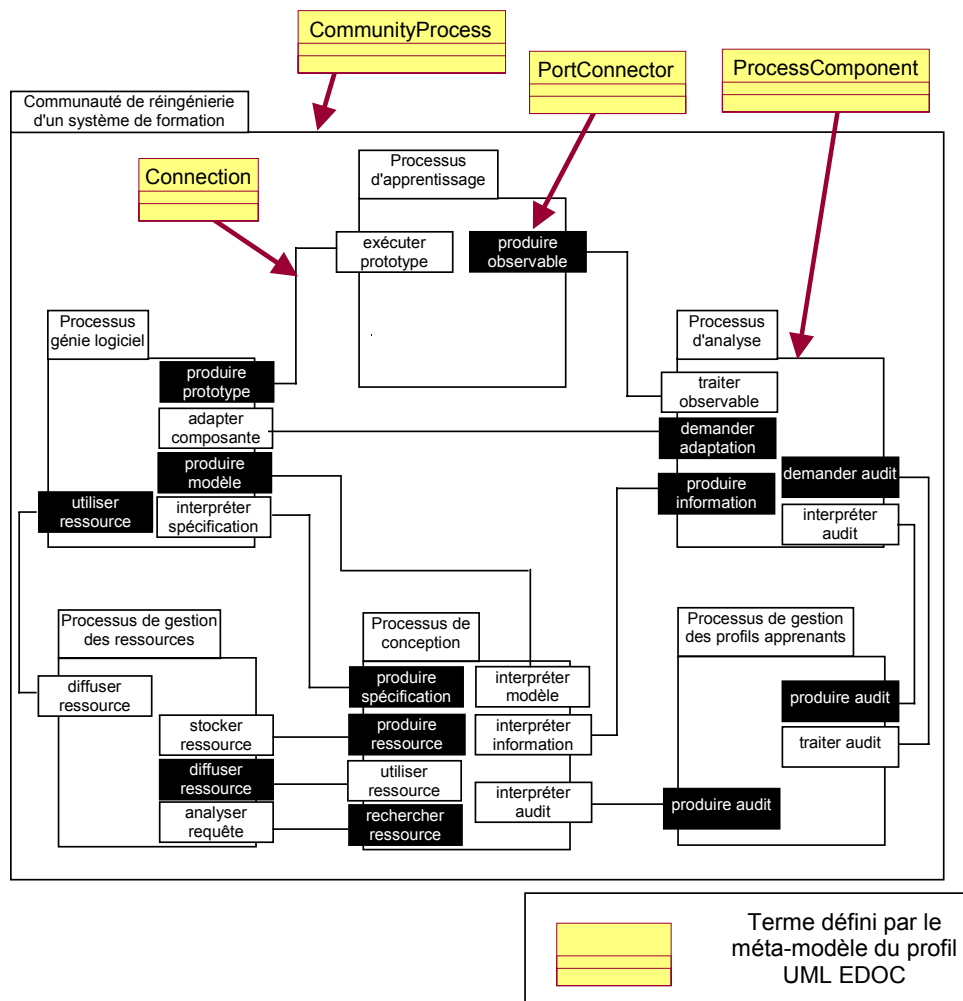 CommunityProcess
PortConnector
ProcessComponent
Communauté de réingénierie
d'un système de formation
Connection
Processus
d'apprentissage
exécuter
prototype
produire
observable
Processus
génie logiciel
produire
prototype
adapter
composante
produire
modèle
utiliser
ressource
interpréter
spécification
Processus
d'analyse
traiter
observable
demander
adaptation
produire
information
demander audit
interpréter
audit
Processus de gestion
des ressources
diffuser
ressource
stocker
ressource
diffuser
ressource
analyser
requête
Processus de
conception
produire
spécification
interpréter
modèle
produire
ressource
interpréter
information
utiliser
ressource
interpréter
audit
rechercher
ressource
Processus de gestion
des profils apprenants
produire audit
traiter audit
produire audit
Terme défini par le
méta-modèle du profil
UML EDOC